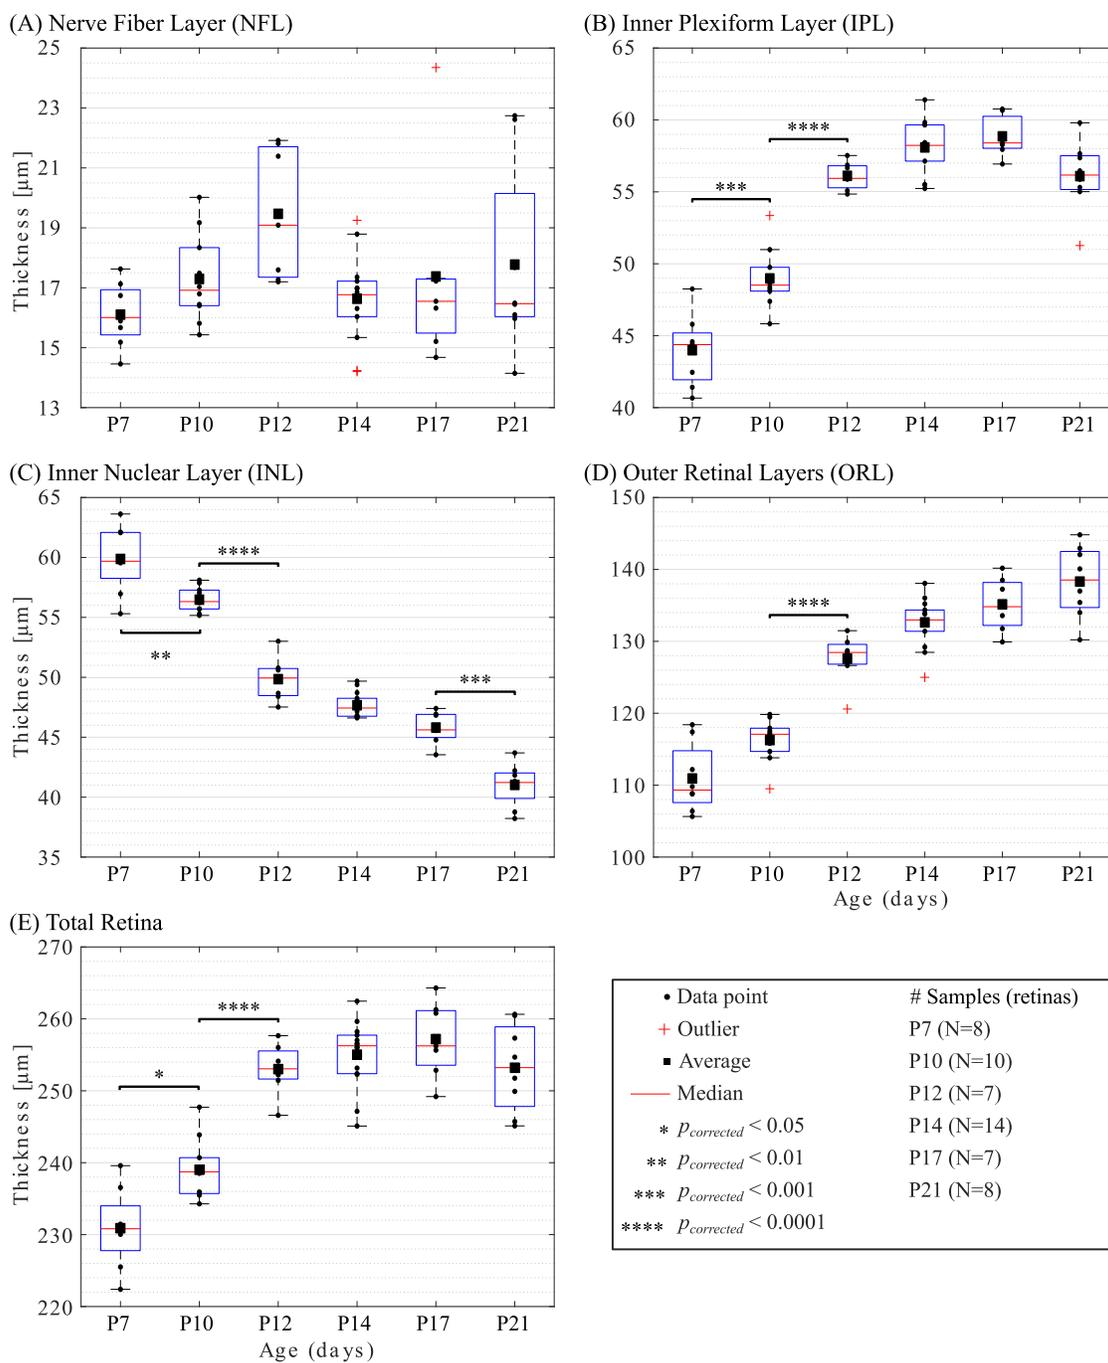 (A) Nerve Fiber Layer (NFL)
25
23
21
19
17
15
13
Thickness [μm]
P7 P10 P12 P14 P17 P21
(B) Inner Plexiform Layer (IPL)
65
60
55
50
45
40
*** ****
P7 P10 P12 P14 P17 P21
(C) Inner Nuclear Layer (INL)
65
60
55
50
45
40
35
Thickness [μm]
** **** ***
P7 P10 P12 P14 P17 P21
(D) Outer Retinal Layers (ORL)
150
140
130
120
110
100
****
P7 P10 P12 P14 P17 P21
Age (days)
(E) Total Retina
270
260
250
240
230
220
Thickness [μm]
* ****
P7 P10 P12 P14 P17 P21
Age (days)
Data point
Outlier
Average
Median
* pcorrected < 0.05
** pcorrected < 0.01
*** pcorrected < 0.001
**** pcorrected < 0.0001
# Samples (retinas)
P7 (N=8)
P10 (N=10)
P12 (N=7)
P14 (N=14)
P17 (N=7)
P21 (N=8)